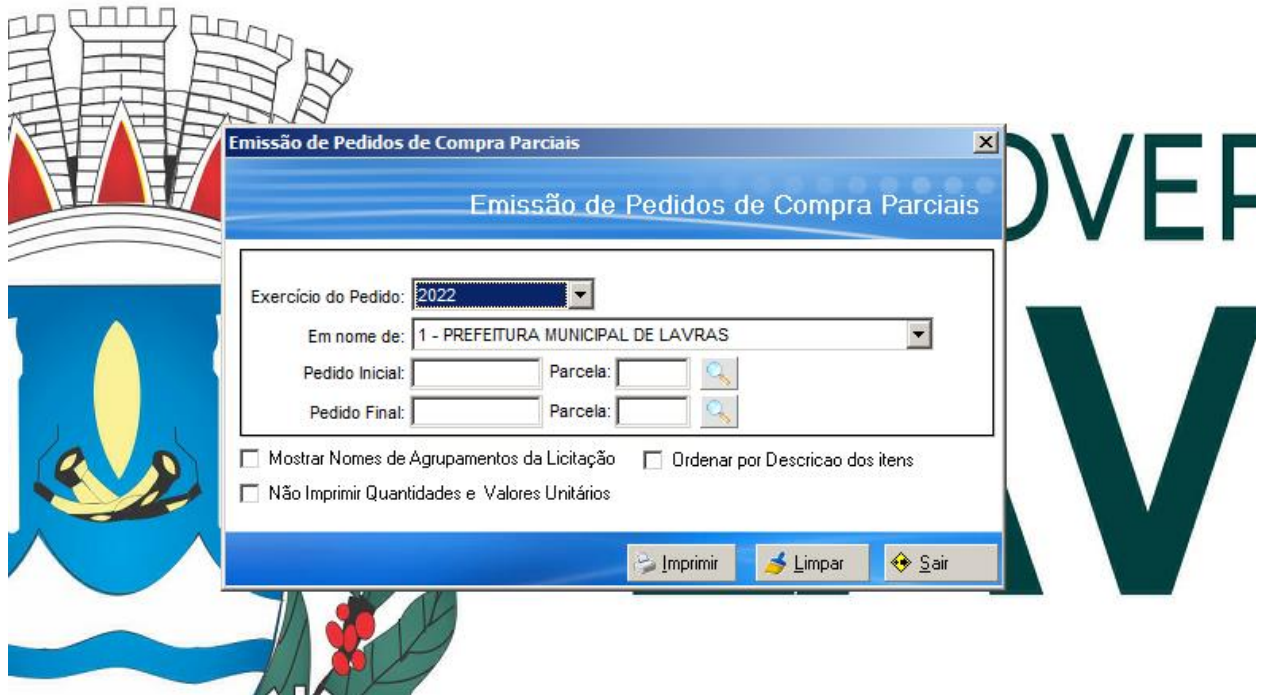 Emissão de Pedidos de Compra Parciais
Emissão de Pedidos de Compra Parciais
Exercício do Pedido: 2022
Em nome de: 1 - PREFEITURA MUNICIPAL DE LAVRAS
Pedido Inicial: Parcela:
Pedido Final: Parcela:
Mostrar Nomes de Agrupamentos da Licitação Ordenar por Descricao dos itens
Não Imprimir Quantidades e Valores Unitários
Imprimir Limpar Sair